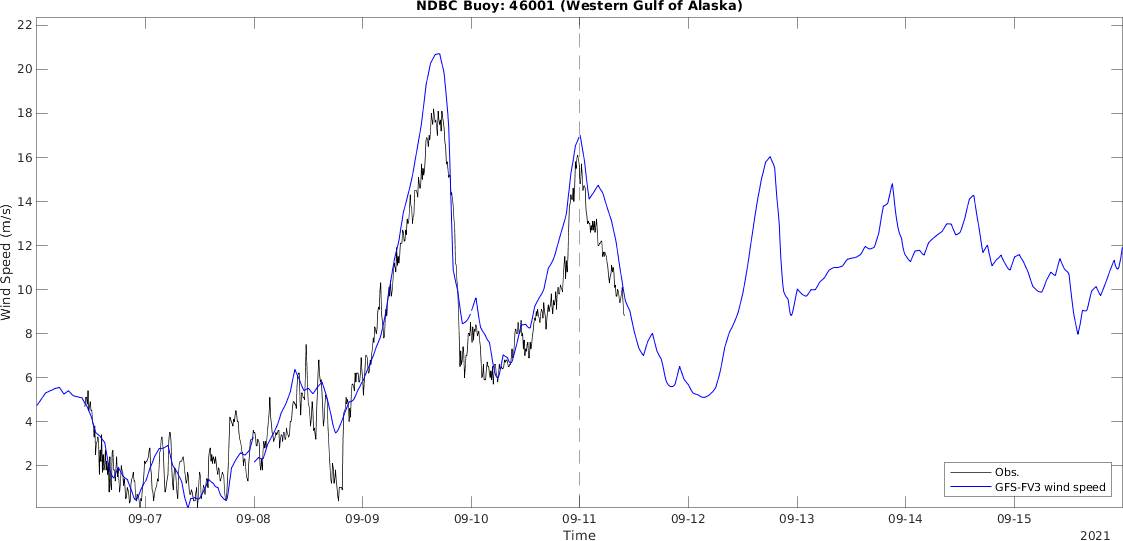 NDBC Buoy: 46001 (Western Gulf of Alaska)
22
20
18
16
14
12
10
8
6
4
2
Wind Speed (m/s)
Obs.
GFS-FV3 wind speed
09-07 09-08 09-09 09-10 09-11 09-12 09-13 09-14 09-15
Time
2021